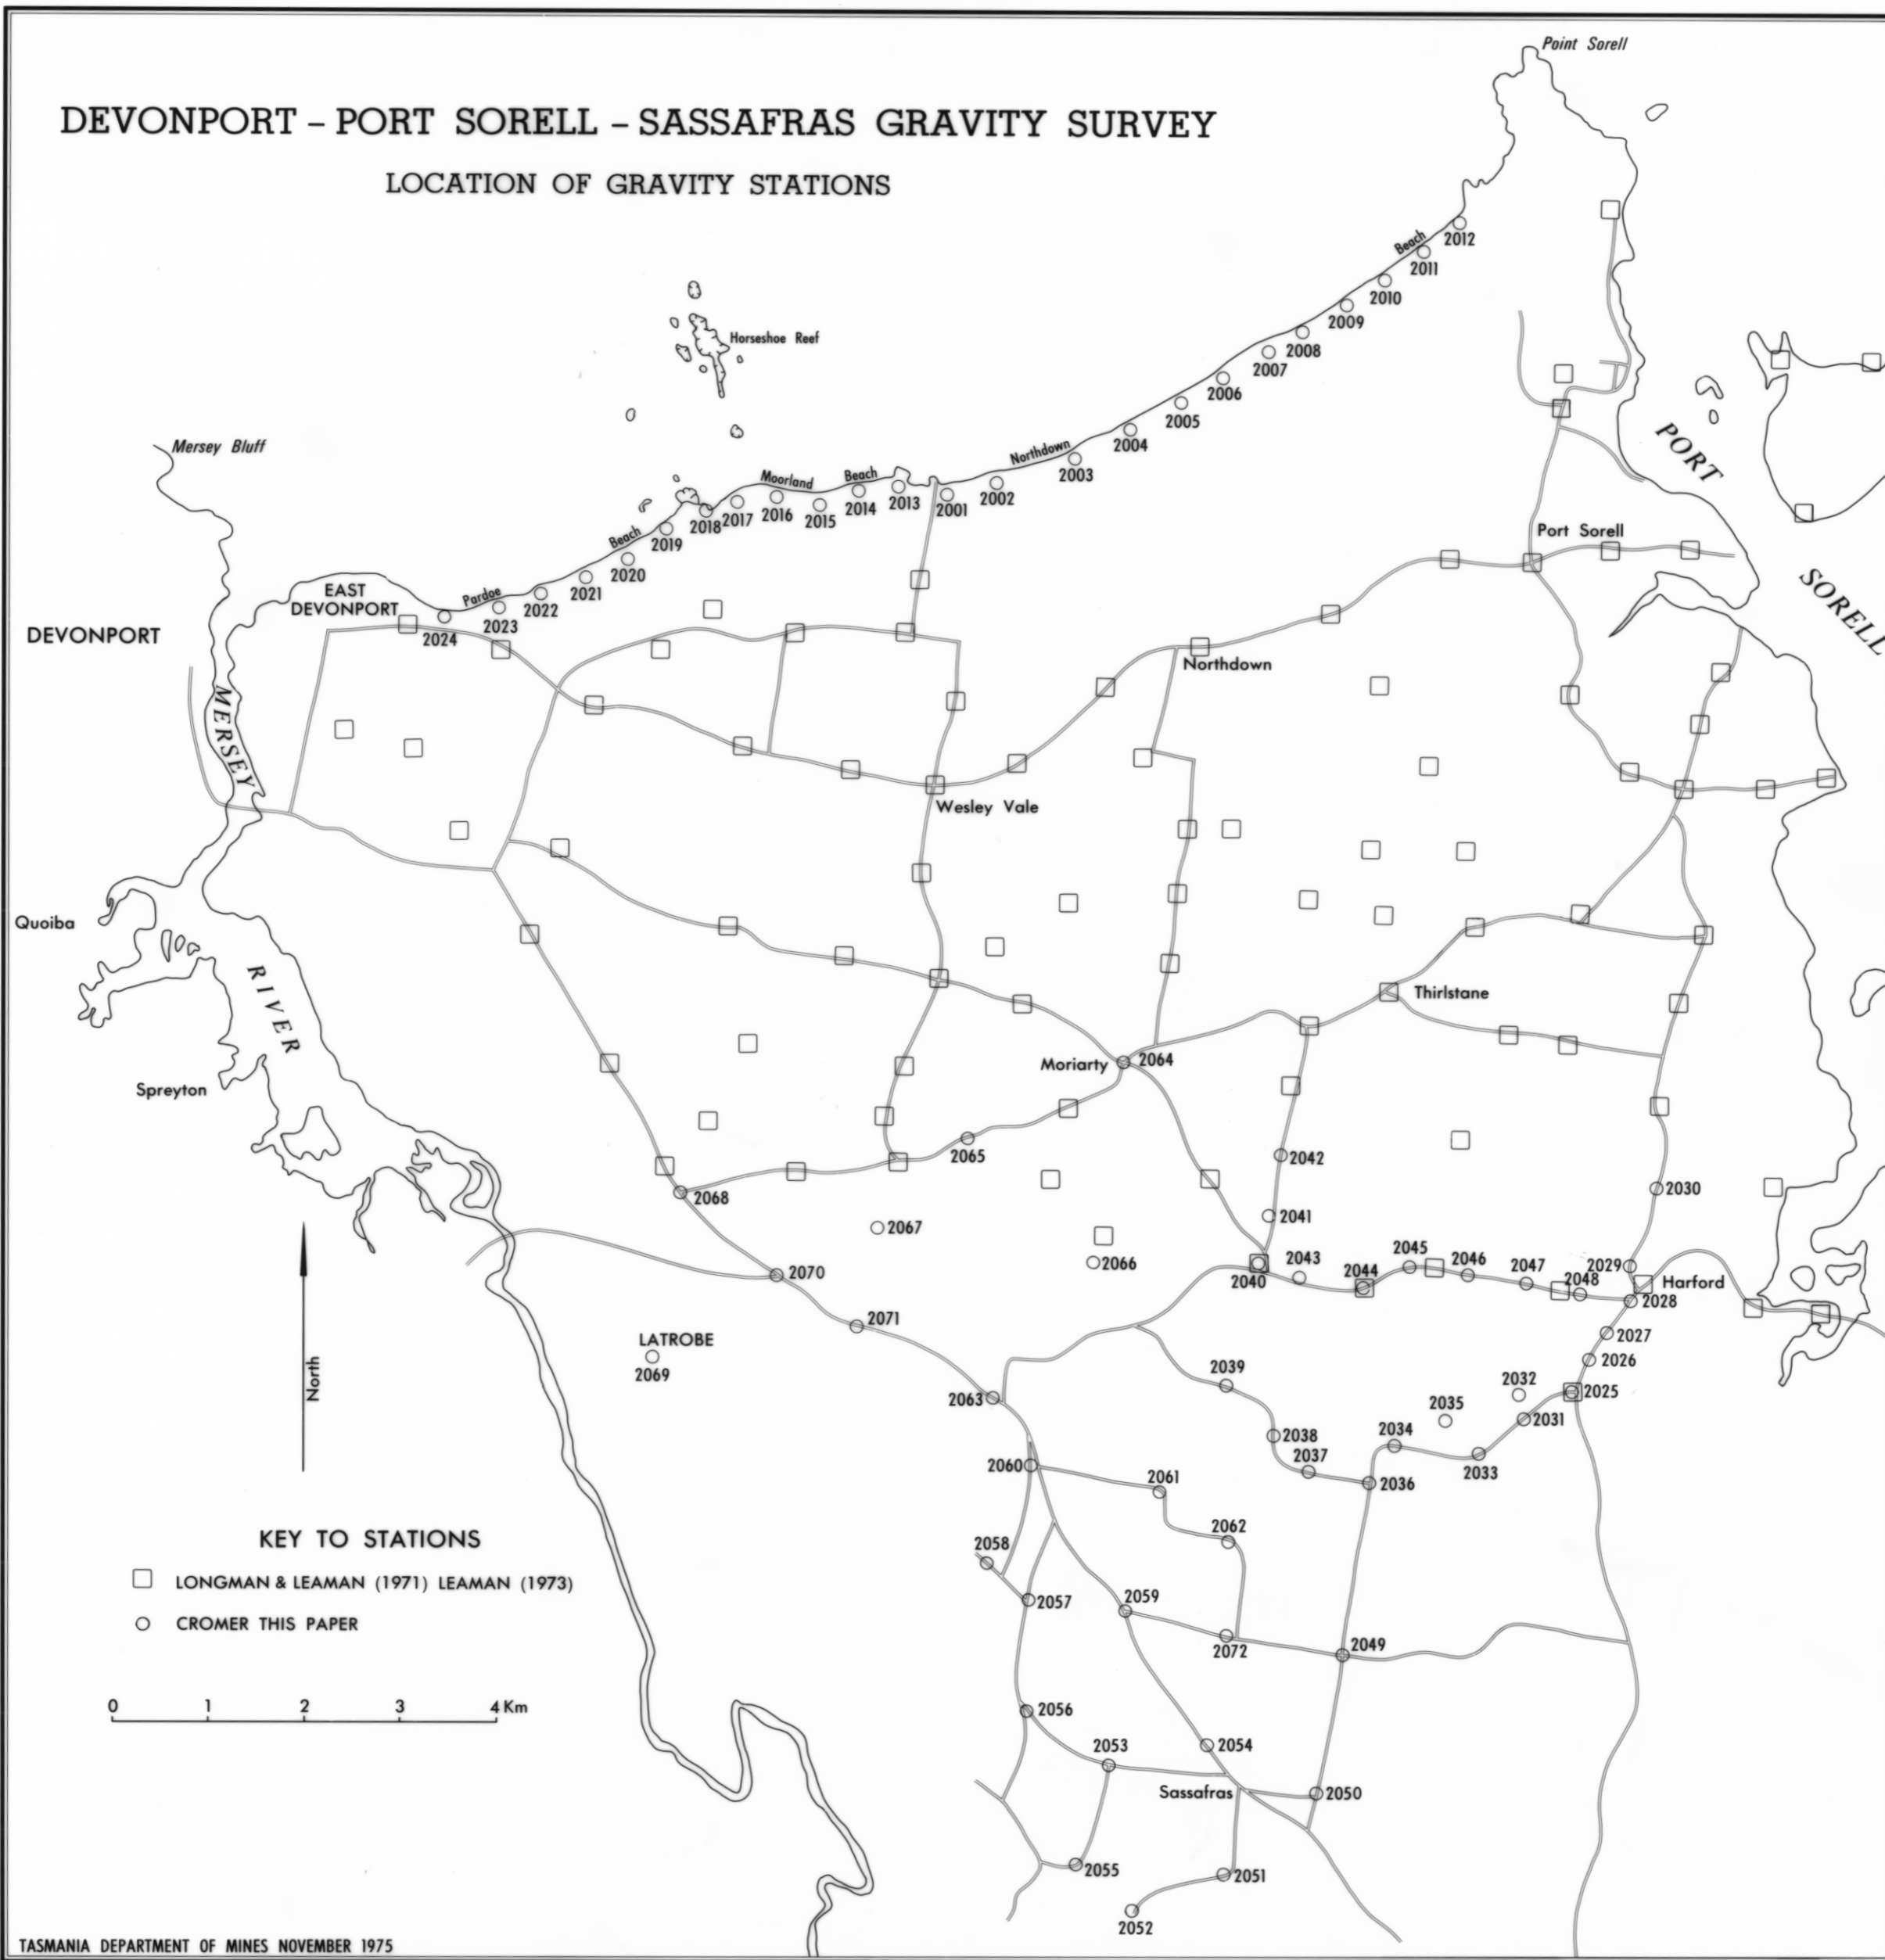 Point Sorell
DEVONPORT – PORT SORELL – SASSAFRAS GRAVITY SURVEY
LOCATION OF GRAVITY STATIONS
2012
Beach
2011
2010
2009
2008
2007
2006
2005
2004
Northdown
2003
2002
2001
Horseshoe Reef
Mersey Bluff
Moorland Beach
2013
2014
2015
2016
2017
2018
2019
Beach
2020
2021
2022
Pardoe
2023
2024
PORT
SORELL
Port Sorell
EAST
DEVONPORT
DEVONPORT
MERSEY
Northdown
Wesley Vale
Quoiba
RIVER
Thirlstane
Moriarty
2064
Spreyton
2065
2042
2030
2068
2067
2041
2066
2040
2043
2044
2045
2046
2047
2048
2029
Harford
2028
2070
2071
2027
2026
LATROBE
2069
North
2063
2039
2032
2025
2035
2031
2038
2034
2037
2033
2036
2060
2061
2062
2058
2057
2059
2072
2049
KEY TO STATIONS
LONGMAN & LEAMAN (1971) LEAMAN (1973)
CROMER THIS PAPER
0 1 2 3 4 Km
2056
2053
2054
Sassafras
2050
2055
2051
2052
TASMANIA DEPARTMENT OF MINES NOVEMBER 1975